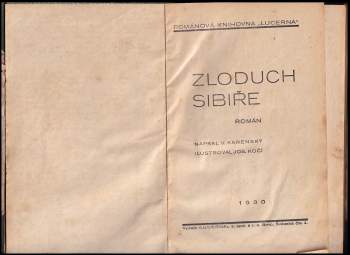 ROMÁNOVÁ KNIHOVNA „LUCERNA“
ZLODUCH
SIBIŘE
ROMÁN
NAPSAL V. KARENSKÝ
ILUSTROVAL JOS. KOČÍ
1930